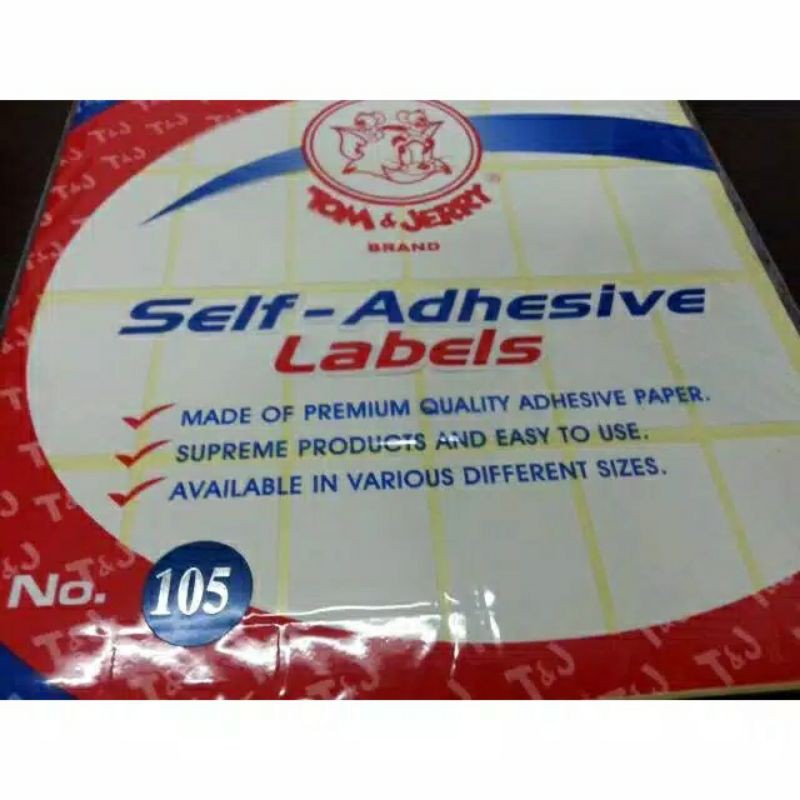 TOM & JERRY®
BRAND
Self-Adhesive
Labels
MADE OF PREMIUM QUALITY ADHESIVE PAPER.
SUPREME PRODUCTS AND EASY TO USE.
AVAILABLE IN VARIOUS DIFFERENT SIZES.
No. 105
T&J